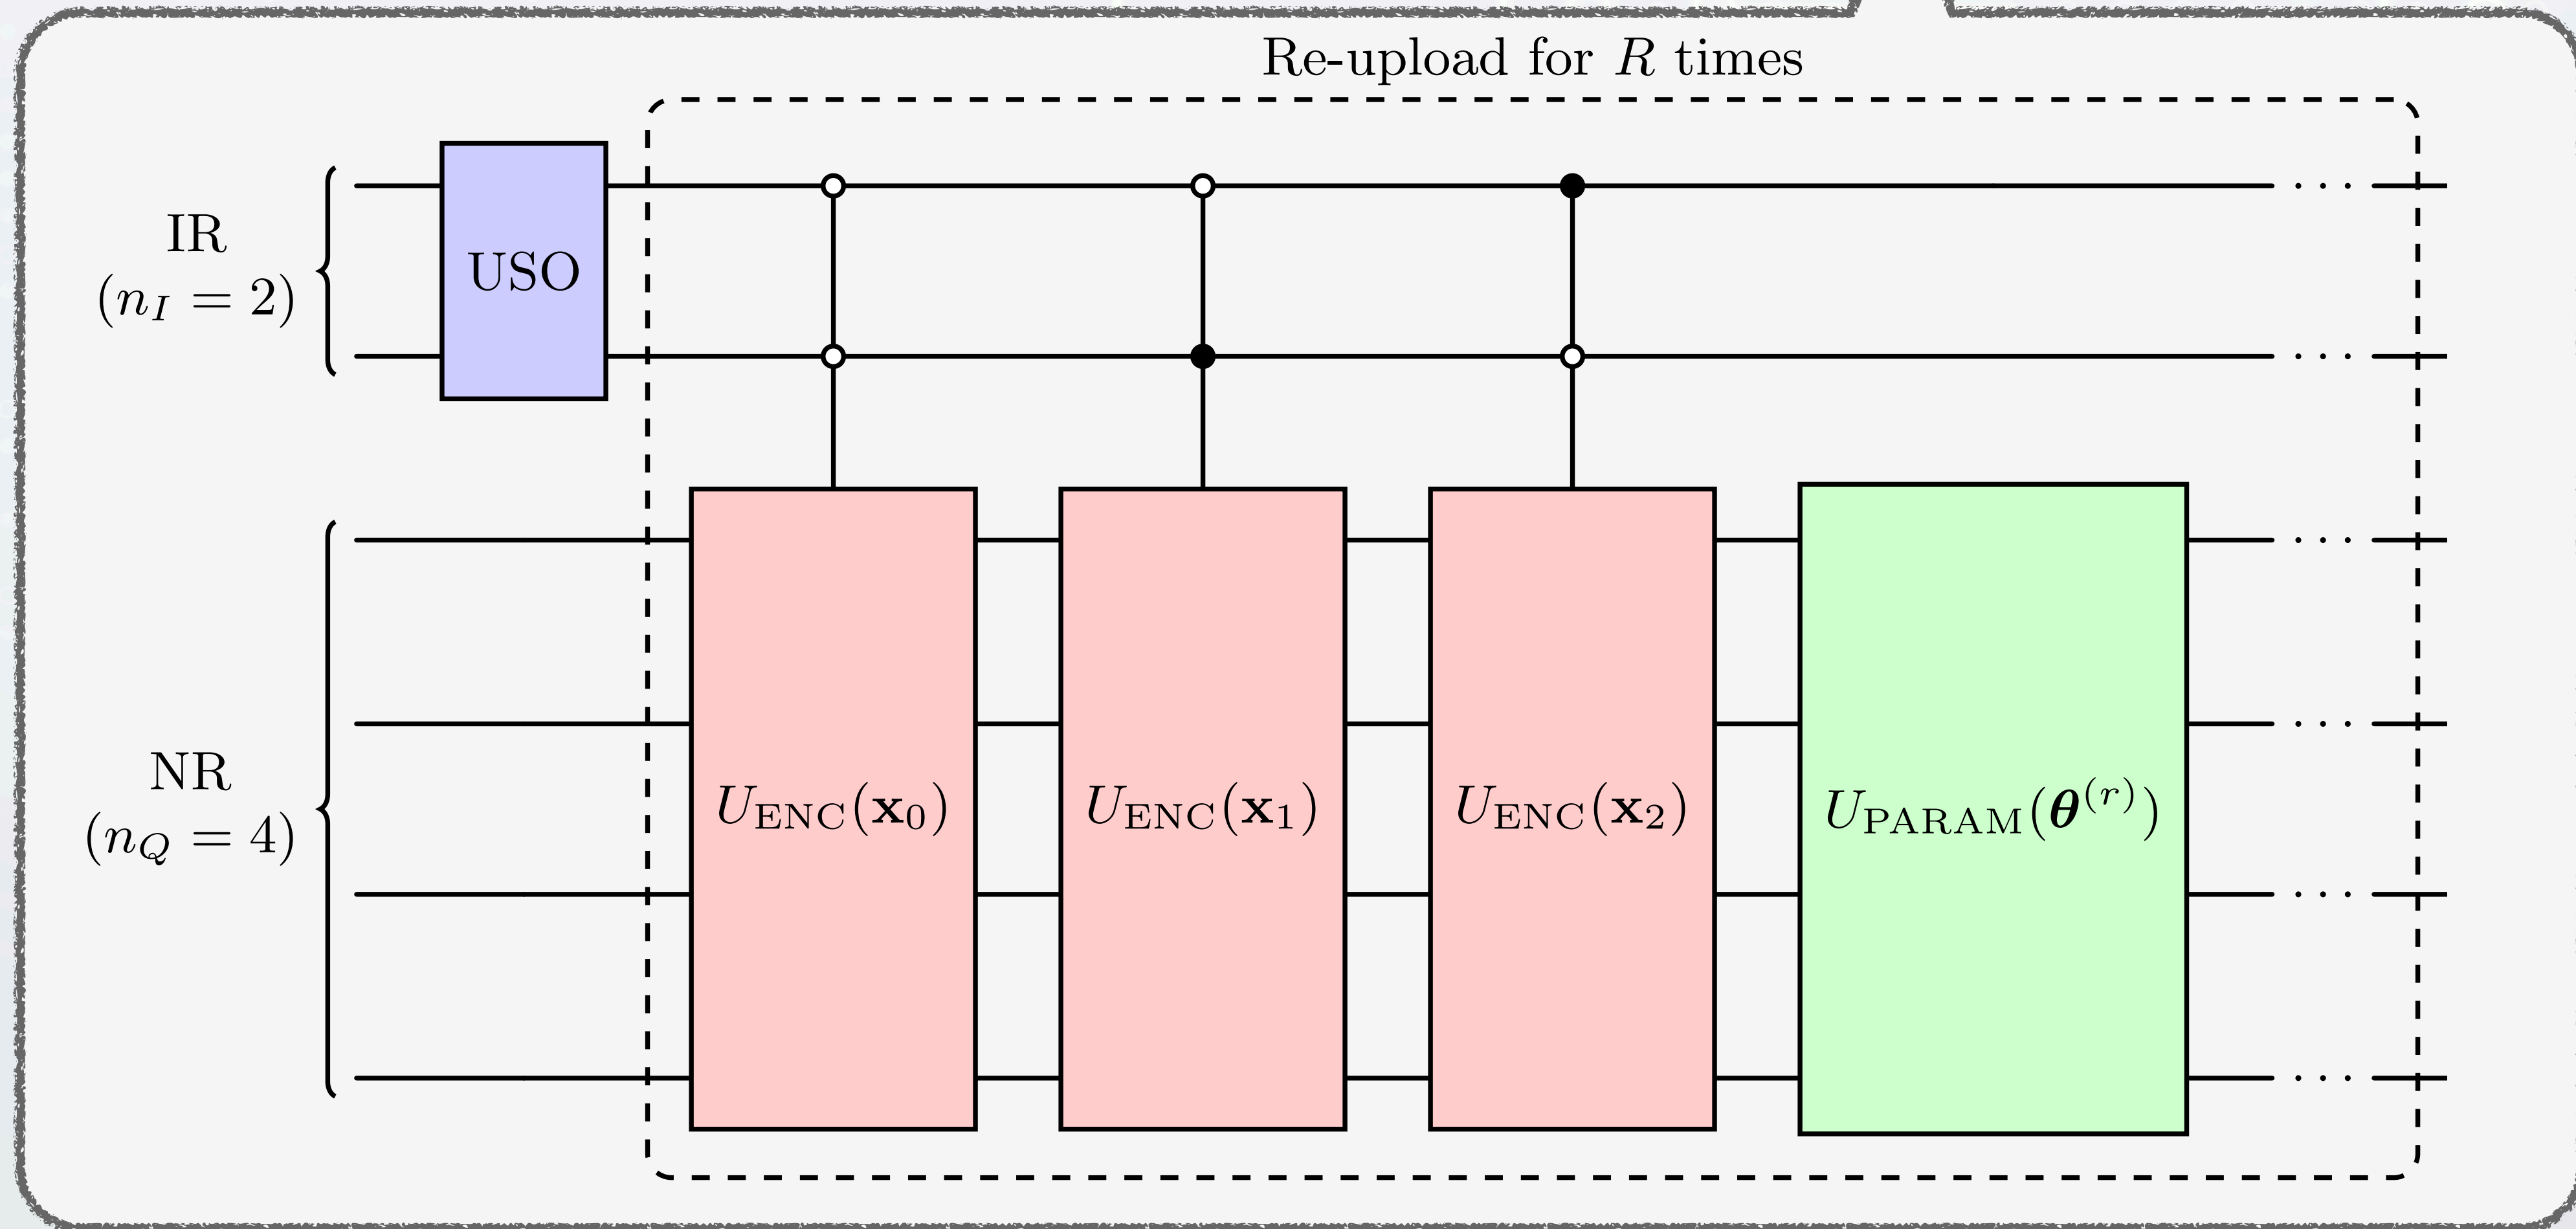 Re-upload for R times
IR
(n_I = 2)
USO
NR
(n_Q = 4)
U_ENC(x_0)
U_ENC(x_1)
U_ENC(x_2)
U_PARAM(θ^(r))